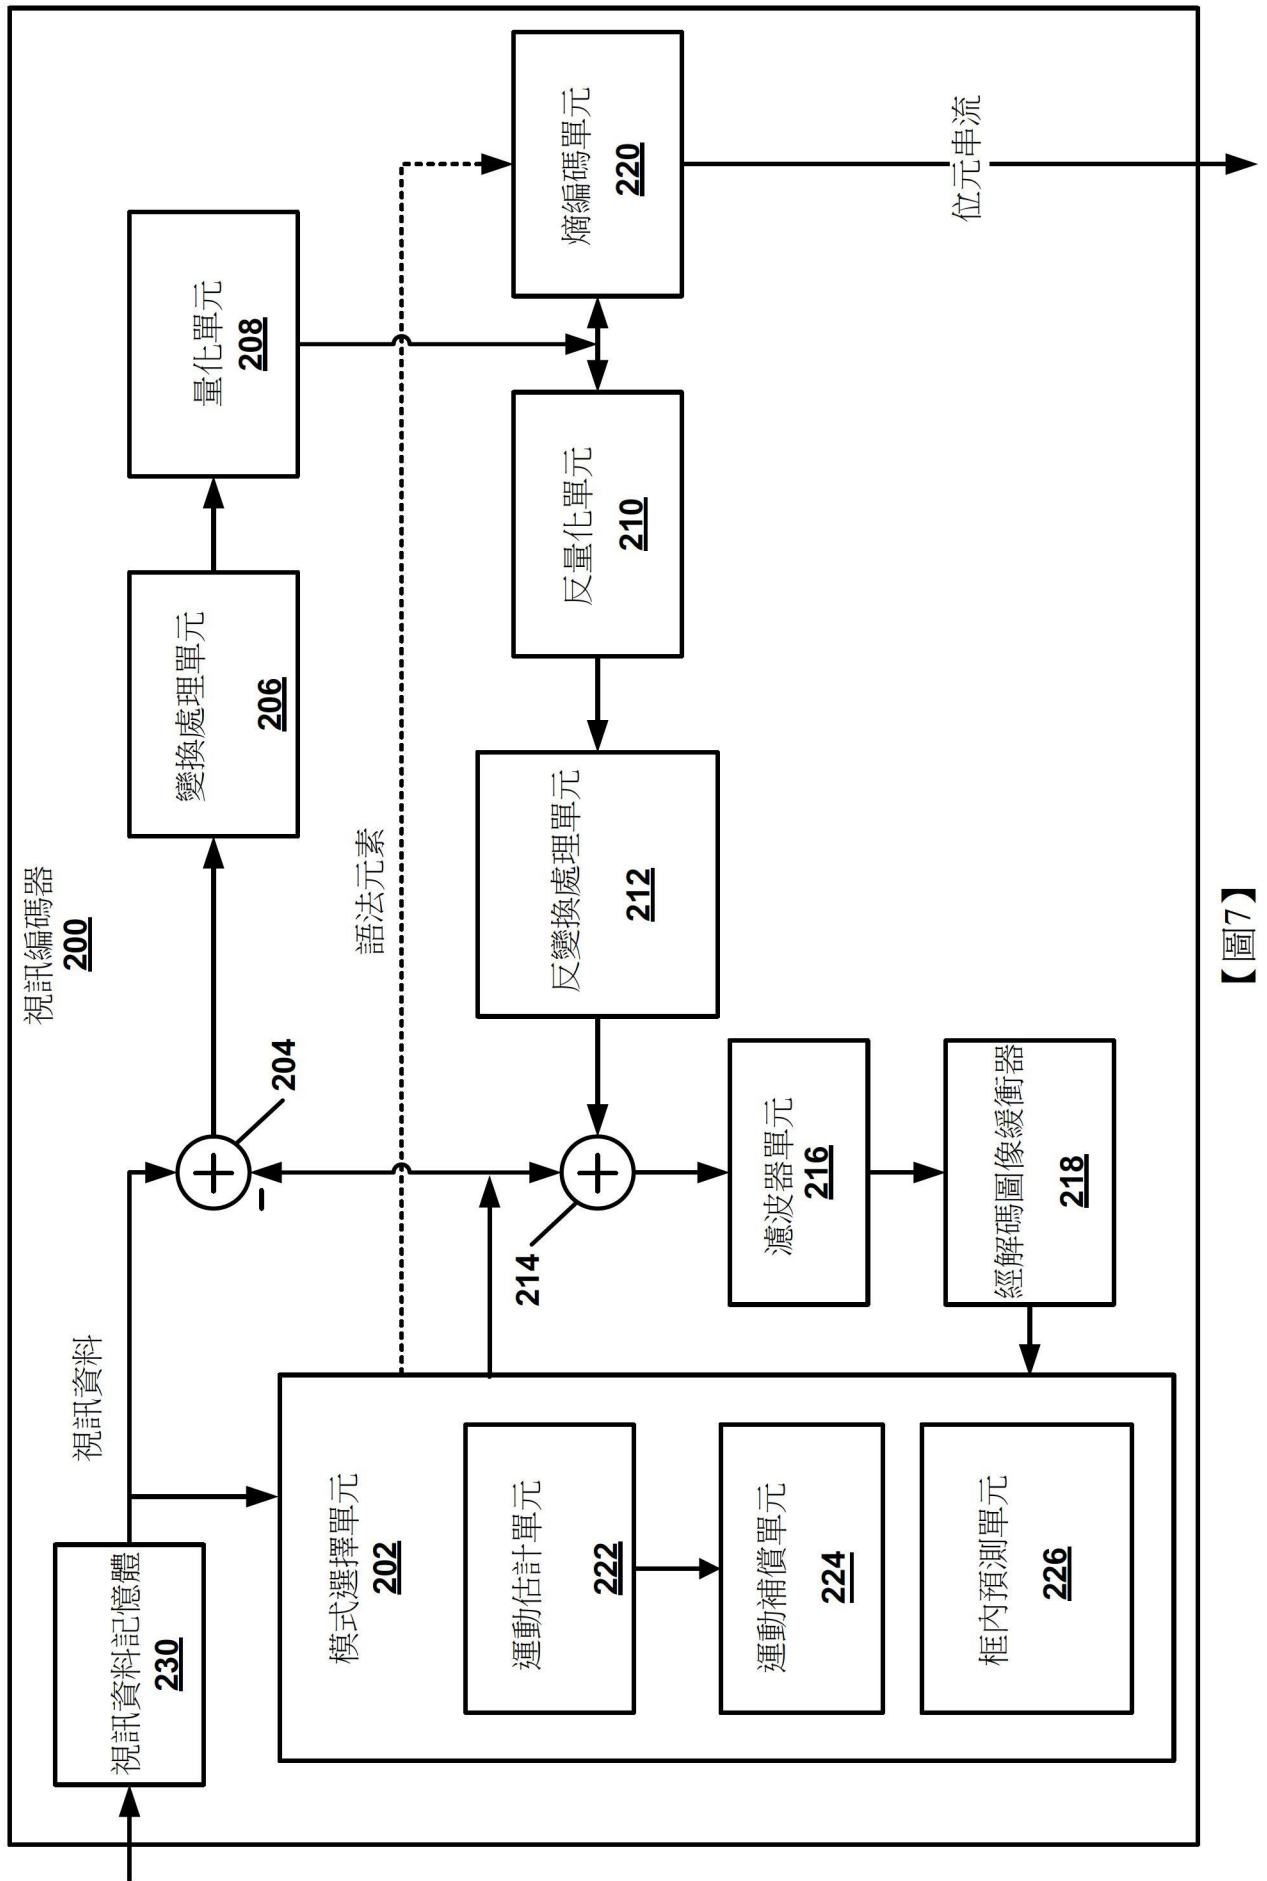 視訊編碼器
200
視訊資料記憶體
230
視訊資料
204
變換處理單元
206
量化單元
208
語法元素
模式選擇單元
202
運動估計單元
222
運動補償單元
224
框內預測單元
226
214
反變換處理單元
212
反量化單元
210
熵編碼單元
220
濾波器單元
216
經解碼圖像緩衝器
218
位元串流
【圖7】